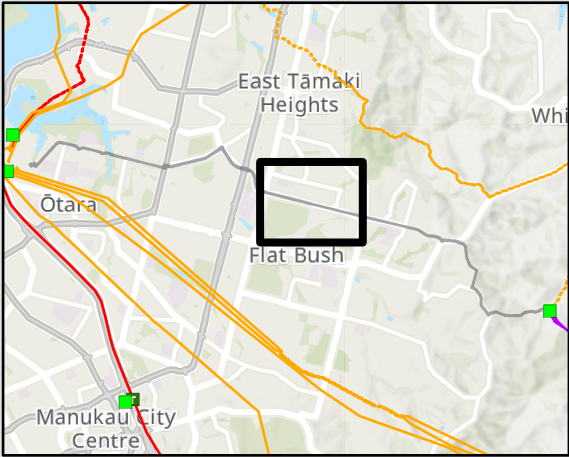 East Tāmaki
Heights
Whi
Ōtara
Flat Bush
Manukau City
Centre